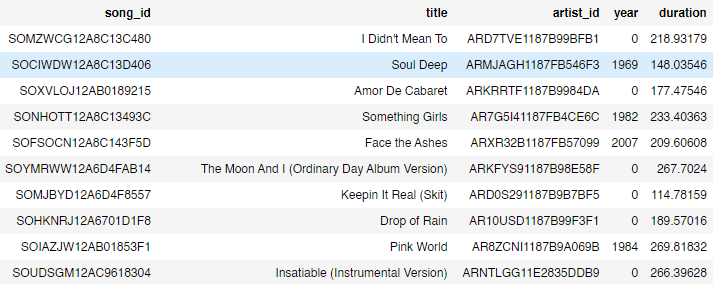 song_id title artist_id year duration
SOMZWCG12A8C13C480 I Didn't Mean To ARD7TVE1187B99BFB1 0 218.93179
SOCIWDW12A8C13D406 Soul Deep ARMJAGH1187FB546F3 1969 148.03546
SOXVLOJ12AB0189215 Amor De Cabaret ARKRRTF1187B9984DA 0 177.47546
SONHOTT12A8C13493C Something Girls AR7G5I41187FB4CE6C 1982 233.40363
SOFSOCN12A8C143F5D Face the Ashes ARXR32B1187FB57099 2007 209.60608
SOYMRWW12A6D4FAB14 The Moon And I (Ordinary Day Album Version) ARKFYS91187B98E58F 0 267.7024
SOMJBYD12A6D4F8557 Keepin It Real (Skit) ARD0S291187B9B7BF5 0 114.78159
SOHKNRJ12A6701D1F8 Drop of Rain AR10USD1187B99F3F1 0 189.57016
SOIAZJW12AB01853F1 Pink World AR8ZCNI1187B9A069B 1984 269.81832
SOUDSGM12AC9618304 Insatiable (Instrumental Version) ARNTLGG11E2835DDB9 0 266.39628